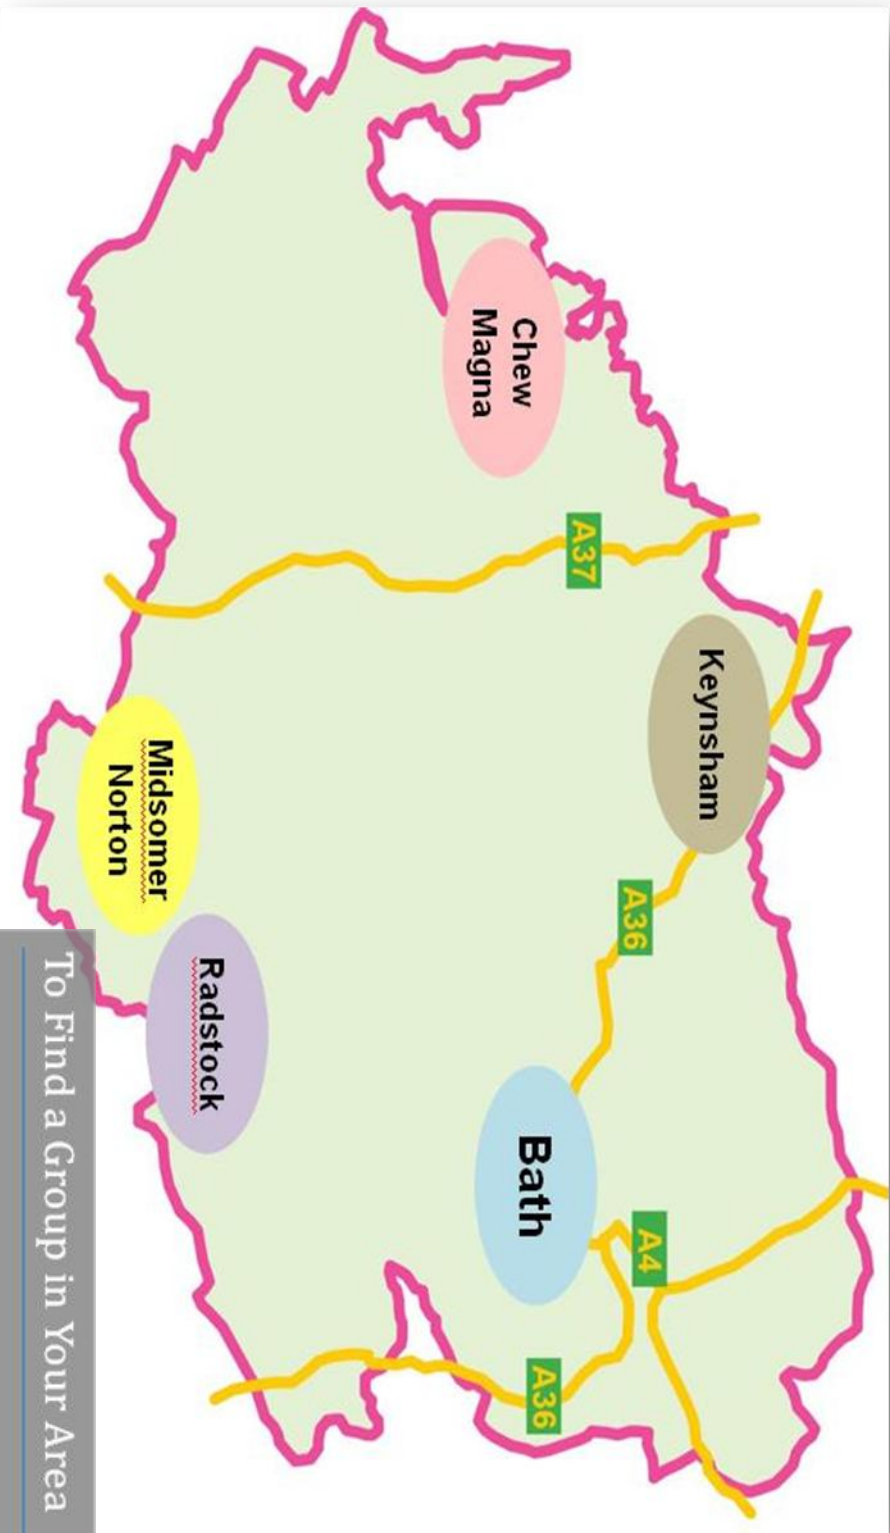 Keynsham
Chew
Magna
A37
A36
A4
Bath
A36
Radstock
Midsomer
Norton
To Find a Group in Your Area